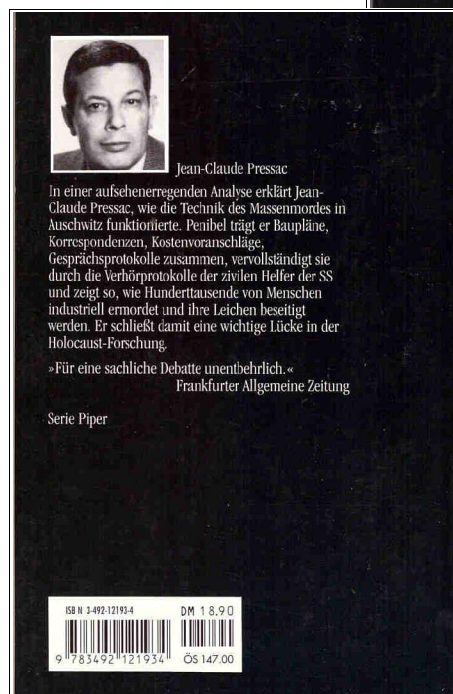 Jean-Claude Pressac
In einer aufsehenerregenden Analyse erklärt Jean-
Claude Pressac, wie die Technik des Massenmordes in
Auschwitz funktionierte. Penibel trägt er Baupläne,
Korrespondenzen, Kostenvoranschläge,
Gesprächsprotokolle zusammen, vervollständigt sie
durch die Verhörprotokolle der zivilen Helfer der SS
und zeigt so, wie Hunderttausende von Menschen
industriell ermordet und ihre Leichen beseitigt
werden. Er schließt damit eine wichtige Lücke in der
Holocaust-Forschung.
»Für eine sachliche Debatte unentbehrlich.«
Frankfurter Allgemeine Zeitung
Serie Piper
ISBN 3-492-12193-4 DM 18.90
9 783492 121934 ÖS 147.00